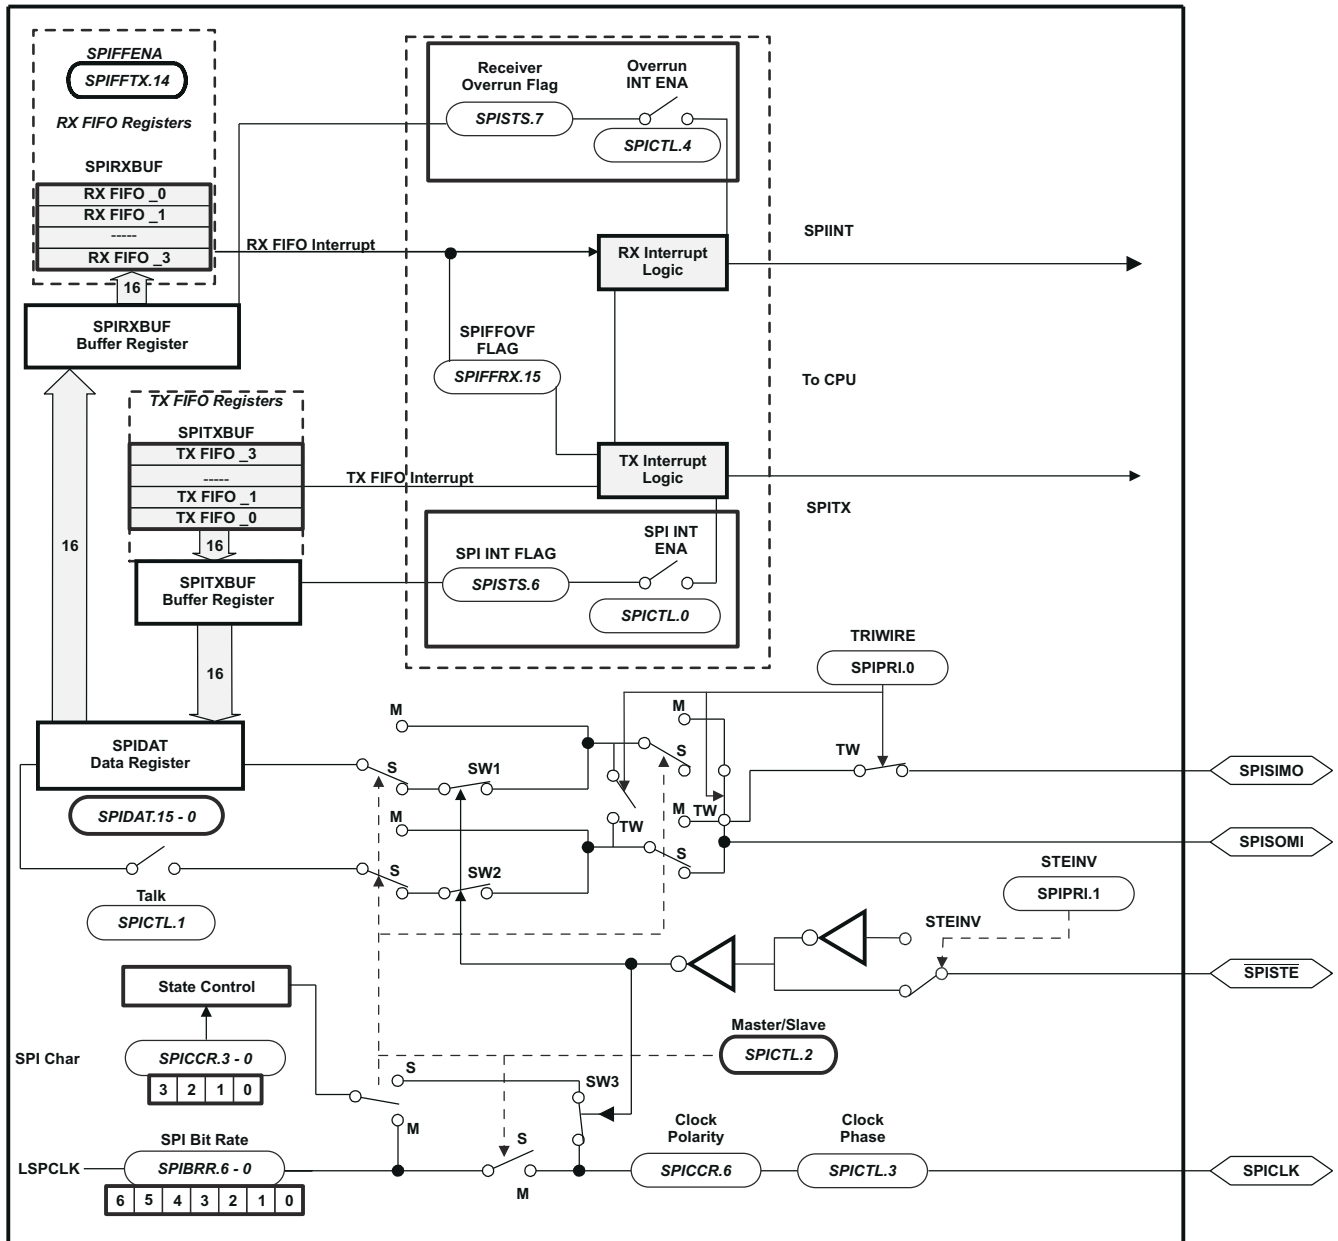 SPIFFENA
SPIFFTX.14
RX FIFO Registers
SPIRXBUF
RX FIFO _0
RX FIFO _1
-----
RX FIFO _3
16
SPIRXBUF
Buffer Register
Receiver
Overrun Flag
SPISTS.7
Overrun
INT ENA
SPICTL.4
RX FIFO Interrupt
RX Interrupt
Logic
SPIINT
SPIFFOVF
FLAG
SPIFFRX.15
To CPU
TX FIFO Registers
SPITXBUF
TX FIFO _3
-----
TX FIFO _1
TX FIFO _0
16
16
TX FIFO Interrupt
TX Interrupt
Logic
SPITX
SPITXBUF
Buffer Register
SPI INT FLAG
SPISTS.6
SPI INT
ENA
SPICTL.0
16
TRIWIRE
SPIPRI.0
SPIDAT
Data Register
SPIDAT.15 - 0
M
S
SW1
M
S
TW
SPISIMO
M
TW
M
TW
S
SW2
S
SPISOMI
Talk
SPICTL.1
STEINV
SPIPRI.1
STEINV
SPISTE
State Control
SPI Char
SPICCR.3 - 0
3 2 1 0
Master/Slave
SPICTL.2
S
SW3
M
S
M
Clock
Polarity
SPICCR.6
Clock
Phase
SPICTL.3
SPICLK
SPI Bit Rate
LSPCLK
SPIBRR.6 - 0
6 5 4 3 2 1 0